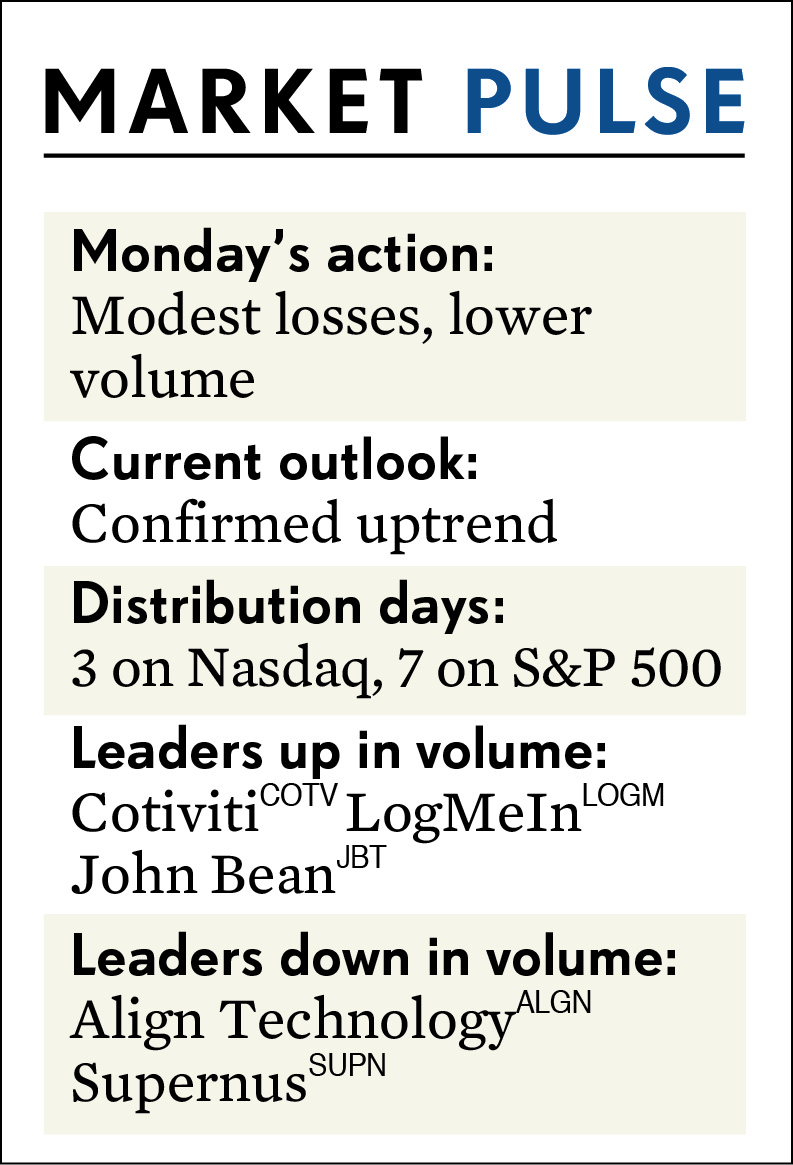 MARKET PULSE
Monday’s action:
Modest losses, lower
volume
Current outlook:
Confirmed uptrend
Distribution days:
3 on Nasdaq, 7 on S&P 500
Leaders up in volume:
Cotiviti COTV LogMeIn LOGM
John Bean JBT
Leaders down in volume:
Align Technology ALGN
Supernus SUPN